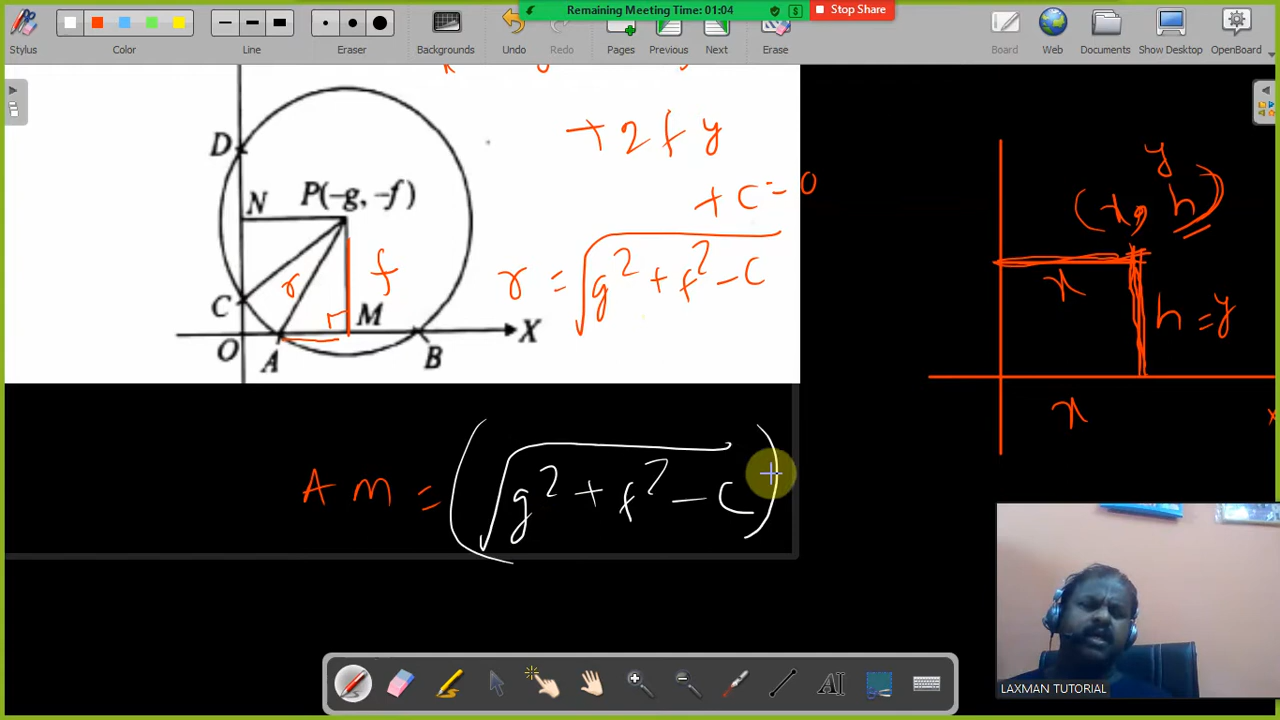 Remaining Meeting Time: 01:04
Stop Share
Stylus Color Line Eraser Backgrounds Undo Redo Pages Previous Next Erase Board Web Documents Show Desktop OpenBoard
+ 2 f y
+ c = 0
r = √(g² + f² - c)
D
N P(-g, -f)
r f
C M
O A B X
y
(x, h)
x
h = y
x
A m = (√(g² + f² - c))
LAXMAN TUTORIAL